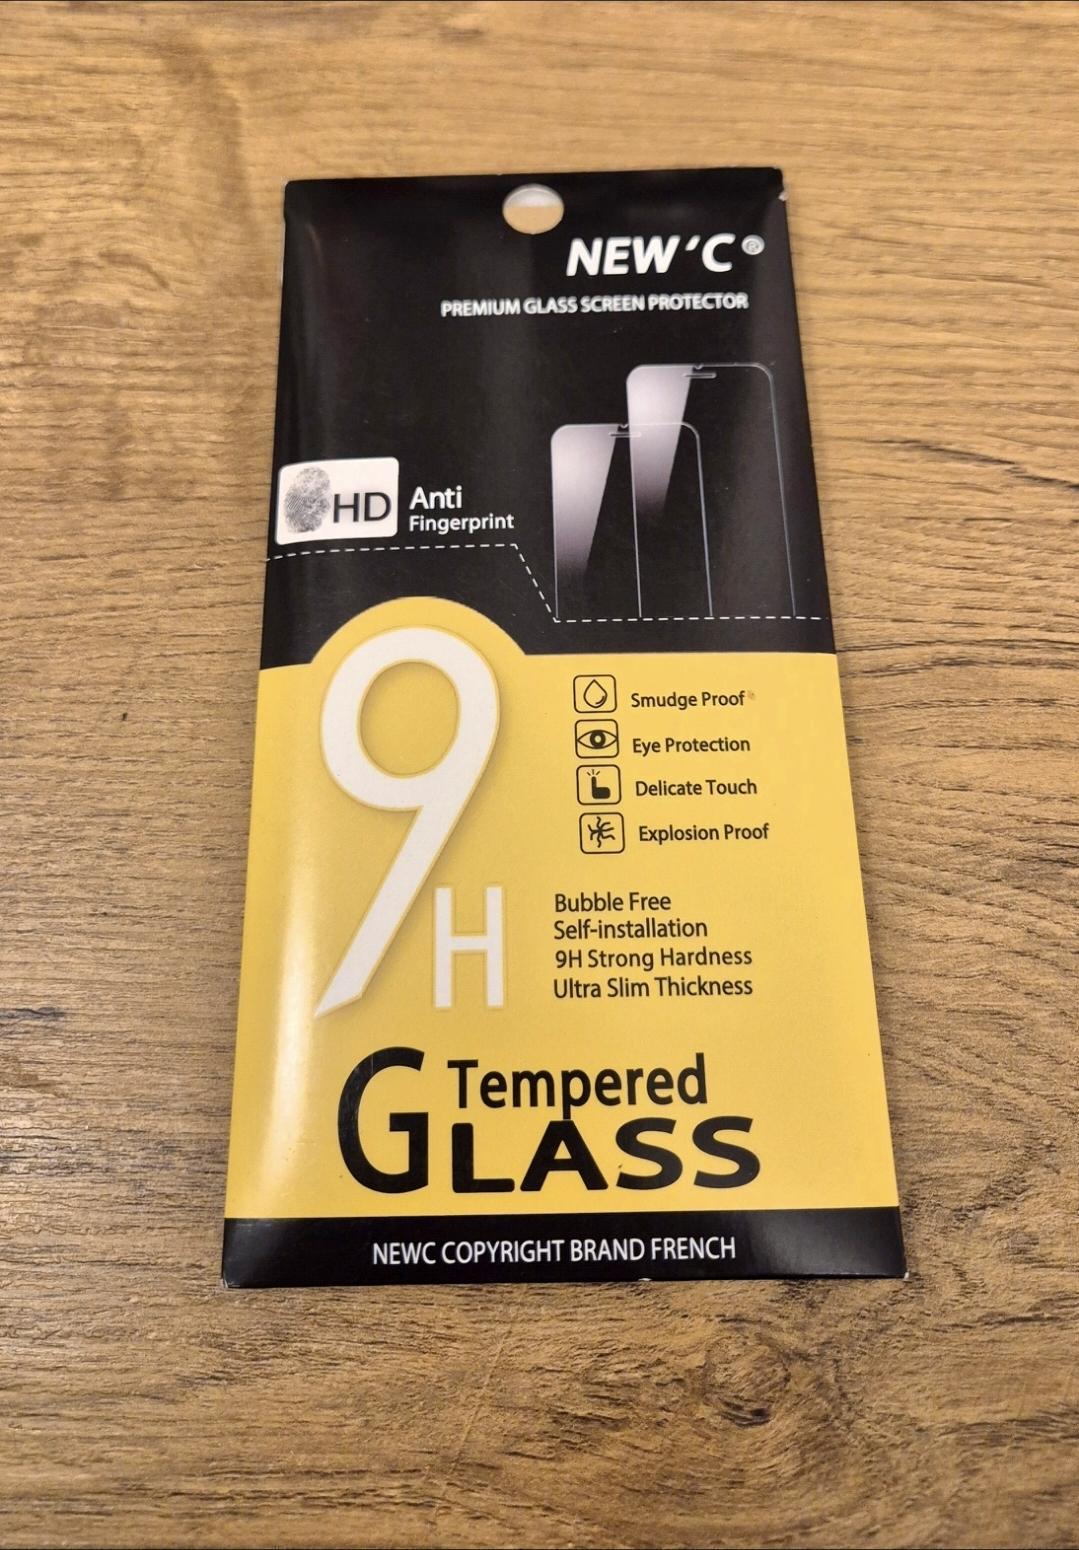 NEW'C®
PREMIUM GLASS SCREEN PROTECTOR
HD
Anti
Fingerprint
9H
Smudge Proof
Eye Protection
Delicate Touch
Explosion Proof
Bubble Free
Self-installation
9H Strong Hardness
Ultra Slim Thickness
Tempered
GLASS
NEWC COPYRIGHT BRAND FRENCH